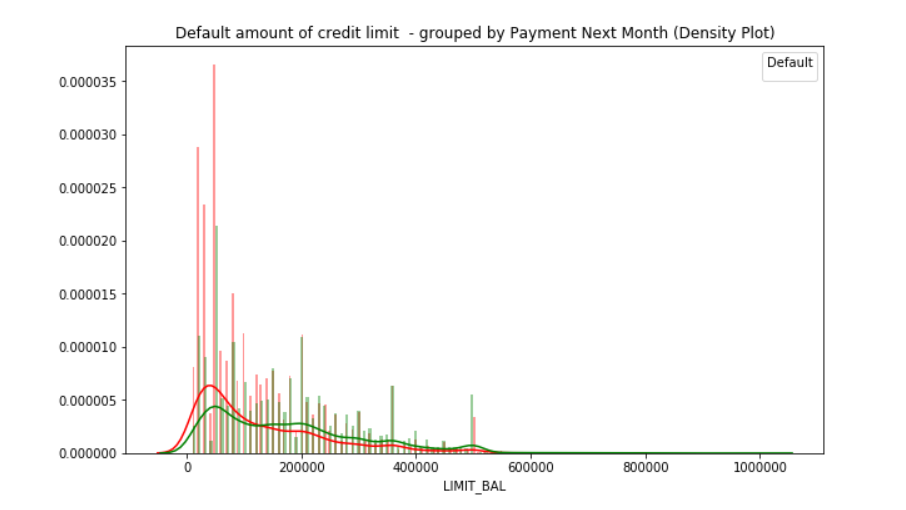 Default amount of credit limit  - grouped by Payment Next Month (Density Plot)
Default
0.000035
0.000030
0.000025
0.000020
0.000015
0.000010
0.000005
0.000000
0 200000 400000 600000 800000 1000000
LIMIT_BAL